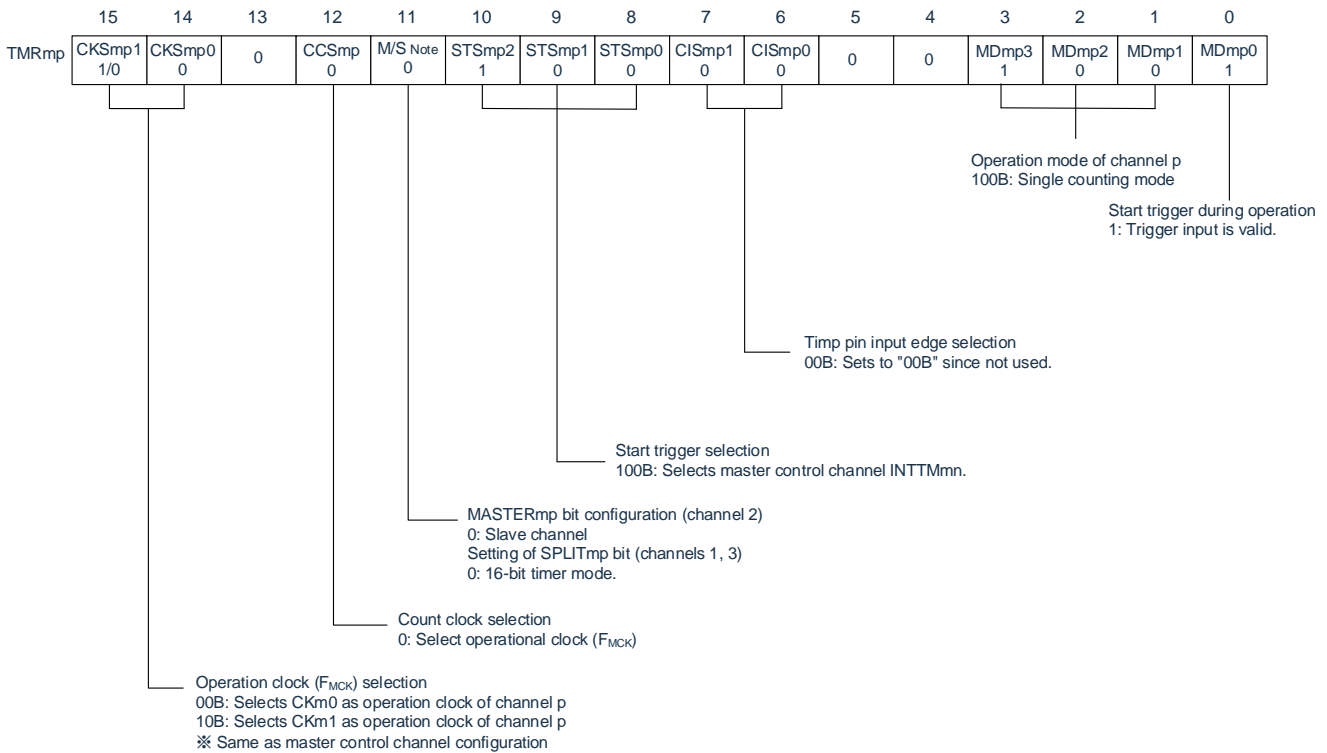 15 14 13 12 11 10 9 8 7 6 5 4 3 2 1 0
TMRmp CKSmp1 CKSmp0 0 CCSmp M/S Note STSmp2 STSmp1 STSmp0 CISmp1 CISmp0 0 0 MDmp3 MDmp2 MDmp1 MDmp0
1/0 0 0 0 1 0 0 0 0 1 0 0 1
Operation mode of channel p
100B: Single counting mode
Start trigger during operation
1: Trigger input is valid.
Timp pin input edge selection
00B: Sets to "00B" since not used.
Start trigger selection
100B: Selects master control channel INTTMmn.
MASTERmp bit configuration (channel 2)
0: Slave channel
Setting of SPLITmp bit (channels 1, 3)
0: 16-bit timer mode.
Count clock selection
0: Select operational clock (FMCK)
Operation clock (FMCK) selection
00B: Selects CKm0 as operation clock of channel p
10B: Selects CKm1 as operation clock of channel p
※ Same as master control channel configuration